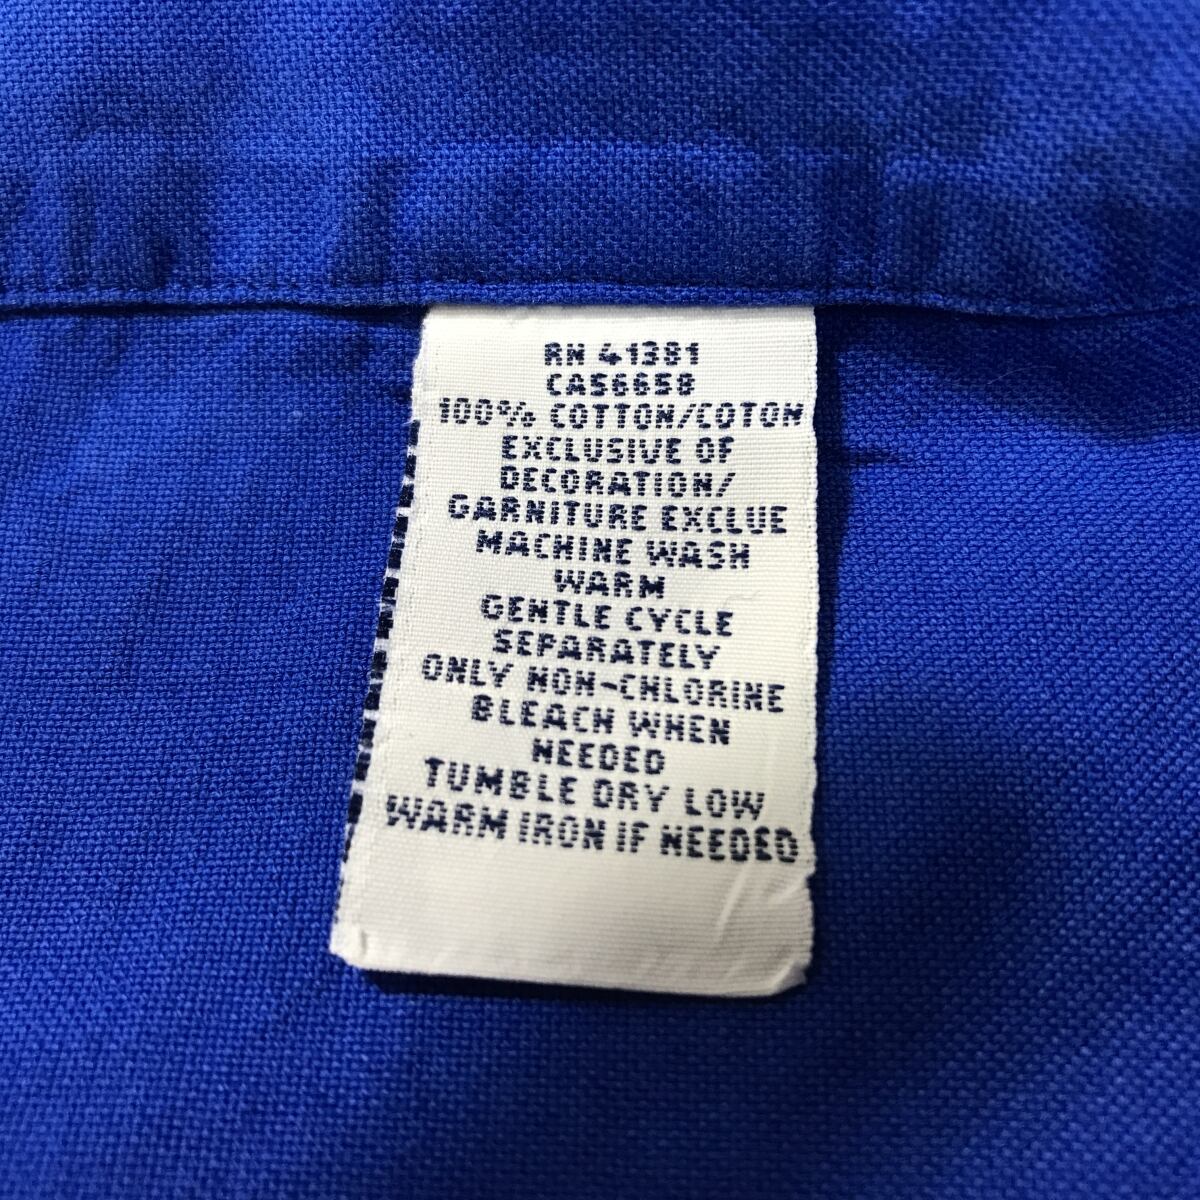 RN 41381
CA56658
100% COTTON/COTON
EXCLUSIVE OF
DECORATION/
GARNITURE EXCLUE
MACHINE WASH
WARM
GENTLE CYCLE
SEPARATELY
ONLY NON-CHLORINE
BLEACH WHEN
NEEDED
TUMBLE DRY LOW
WARM IRON IF NEEDED